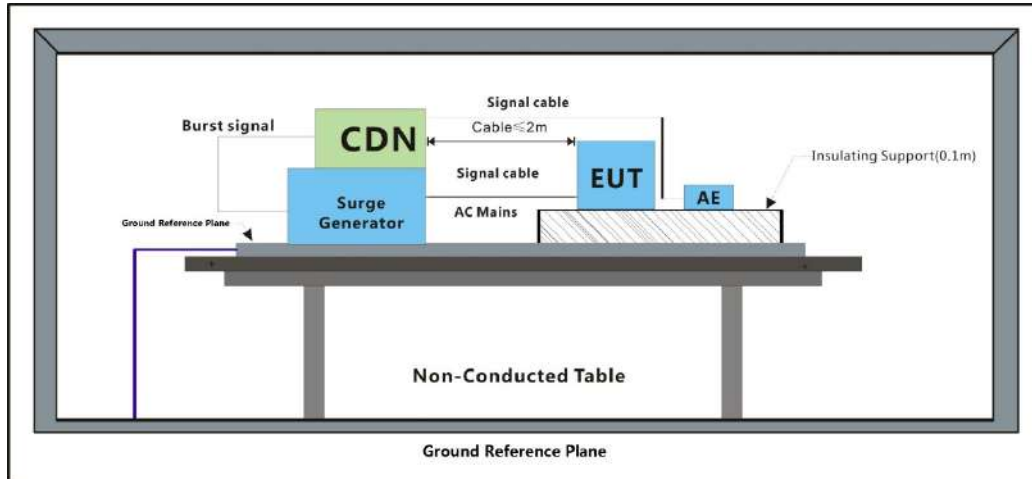 Signal cable
Burst signal
CDN
Cable≤2m
Insulating Support(0.1m)
Signal cable
EUT
AE
Surge
Generator
AC Mains
Ground Reference Plane
Non-Conducted Table
Ground Reference Plane